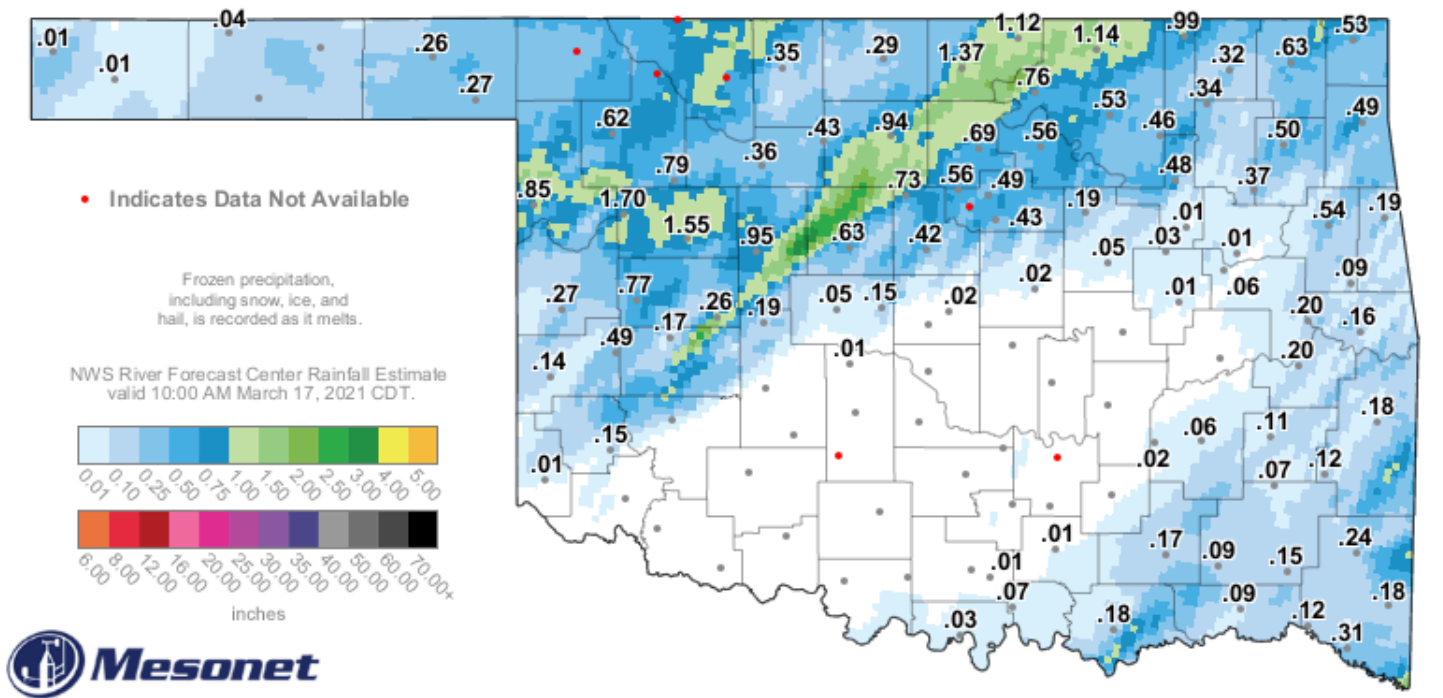 .01 .04 .01 .26 .27
.35 .29 1.37 1.12 1.14 .99 .32 .63 .53
.76 .34 .53 .49
.62 .43 .94 .69 .56 .46 .50
.79 .36 .48 .37
.85 1.70 .73 .56 .49 .19 .54 .19
1.55 .95 .63 .42 .43 .01 .03 .01
.05 .09
.27 .77 .02 .01 .06
.26 .19 .05 .15 .02 .20 .16
.17 .49
.14 .01 .20
.18
.15 .06 .11
.01 .02 .07 .12
.01 .17 .09 .15 .24
.01
.07 .09 .18
.03 .18 .12 .31
Indicates Data Not Available
Frozen precipitation,
including snow, ice, and
hail, is recorded as it melts.
NWS River Forecast Center Rainfall Estimate
valid 10:00 AM March 17, 2021 CDT.
0.01 0.10 0.25 0.50 0.75 1.00 1.50 2.00 2.50 3.00 4.00 5.00
6.00 8.00 12.00 16.00 20.00 25.00 30.00 35.00 40.00 50.00 60.00 70.00+
inches
Mesonet